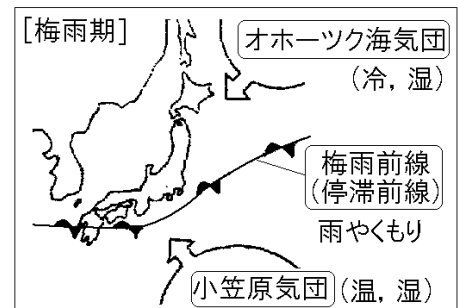 [梅雨期]
オホーツク海気団
(冷, 湿)
梅雨前線
(停滞前線)
雨やくもり
小笠原気団(温, 湿)